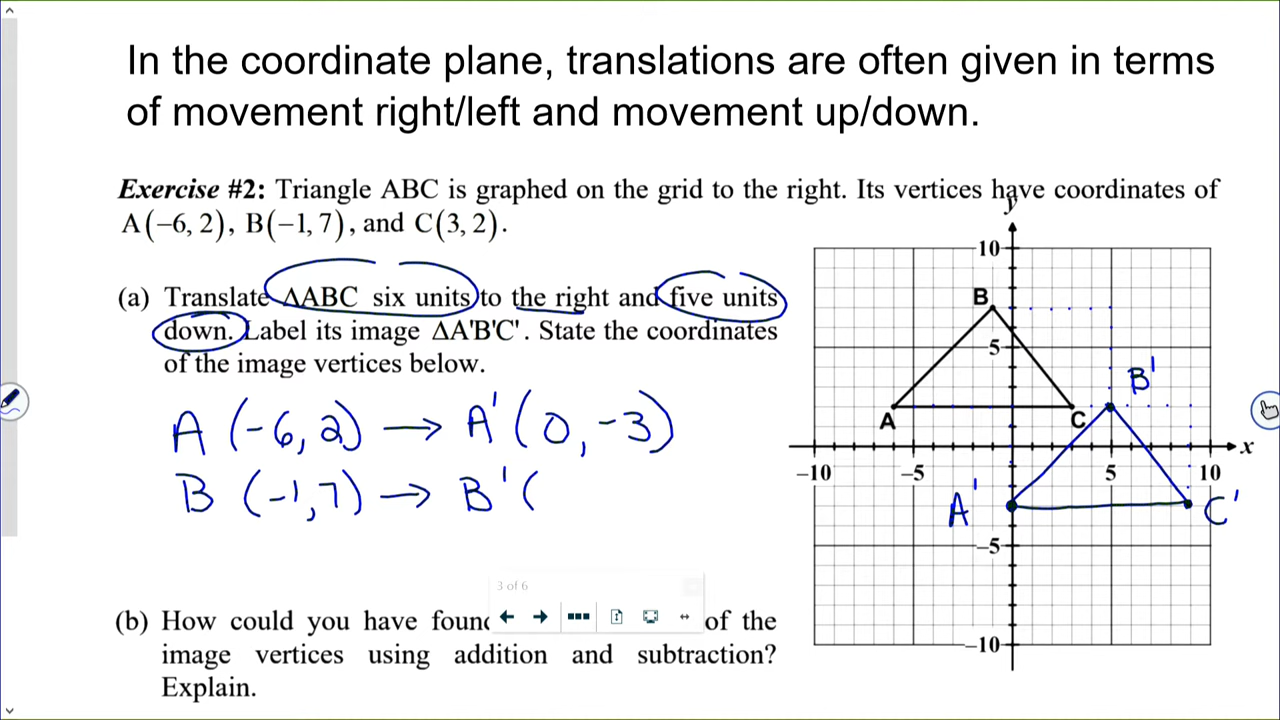 In the coordinate plane, translations are often given in terms
of movement right/left and movement up/down.
Exercise #2: Triangle ABC is graphed on the grid to the right. Its vertices have coordinates of
A(−6, 2), B(−1, 7), and C(3, 2).
(a) Translate ΔABC six units to the right and five units
down. Label its image ΔA'B'C'. State the coordinates
of the image vertices below.
A (-6, 2) → A' (0, -3)
B (-1, 7) → B' (
3 of 6
(b) How could you have found of the
image vertices using addition and subtraction?
Explain.
y
10
B
5
B'
A
C
x
−10
−5
5
10
A'
C'
−5
−10